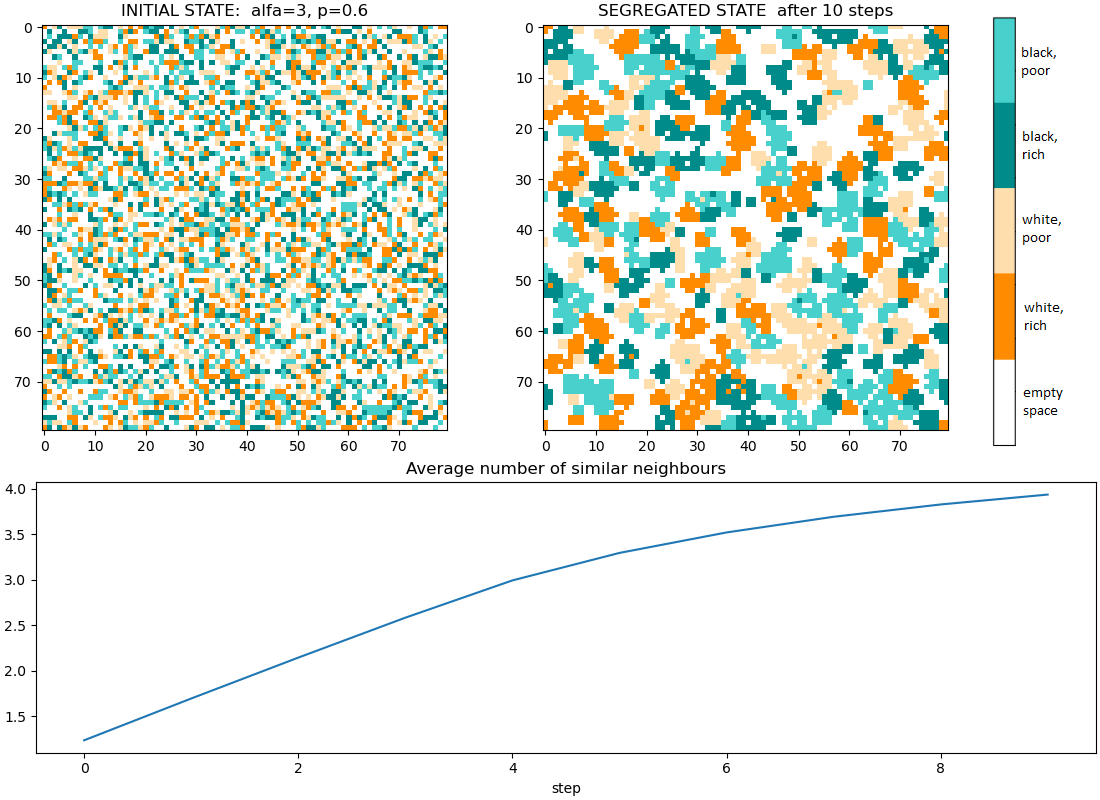 INITIAL STATE:  alfa=3, p=0.6
SEGREGATED STATE  after 10 steps
0
10
20
30
40
50
60
70
0 10 20 30 40 50 60 70
0
10
20
30
40
50
60
70
0 10 20 30 40 50 60 70
black,
poor
black,
rich
white,
poor
white,
rich
empty
space
Average number of similar neighbours
4.0
3.5
3.0
2.5
2.0
1.5
0 2 4 6 8
step